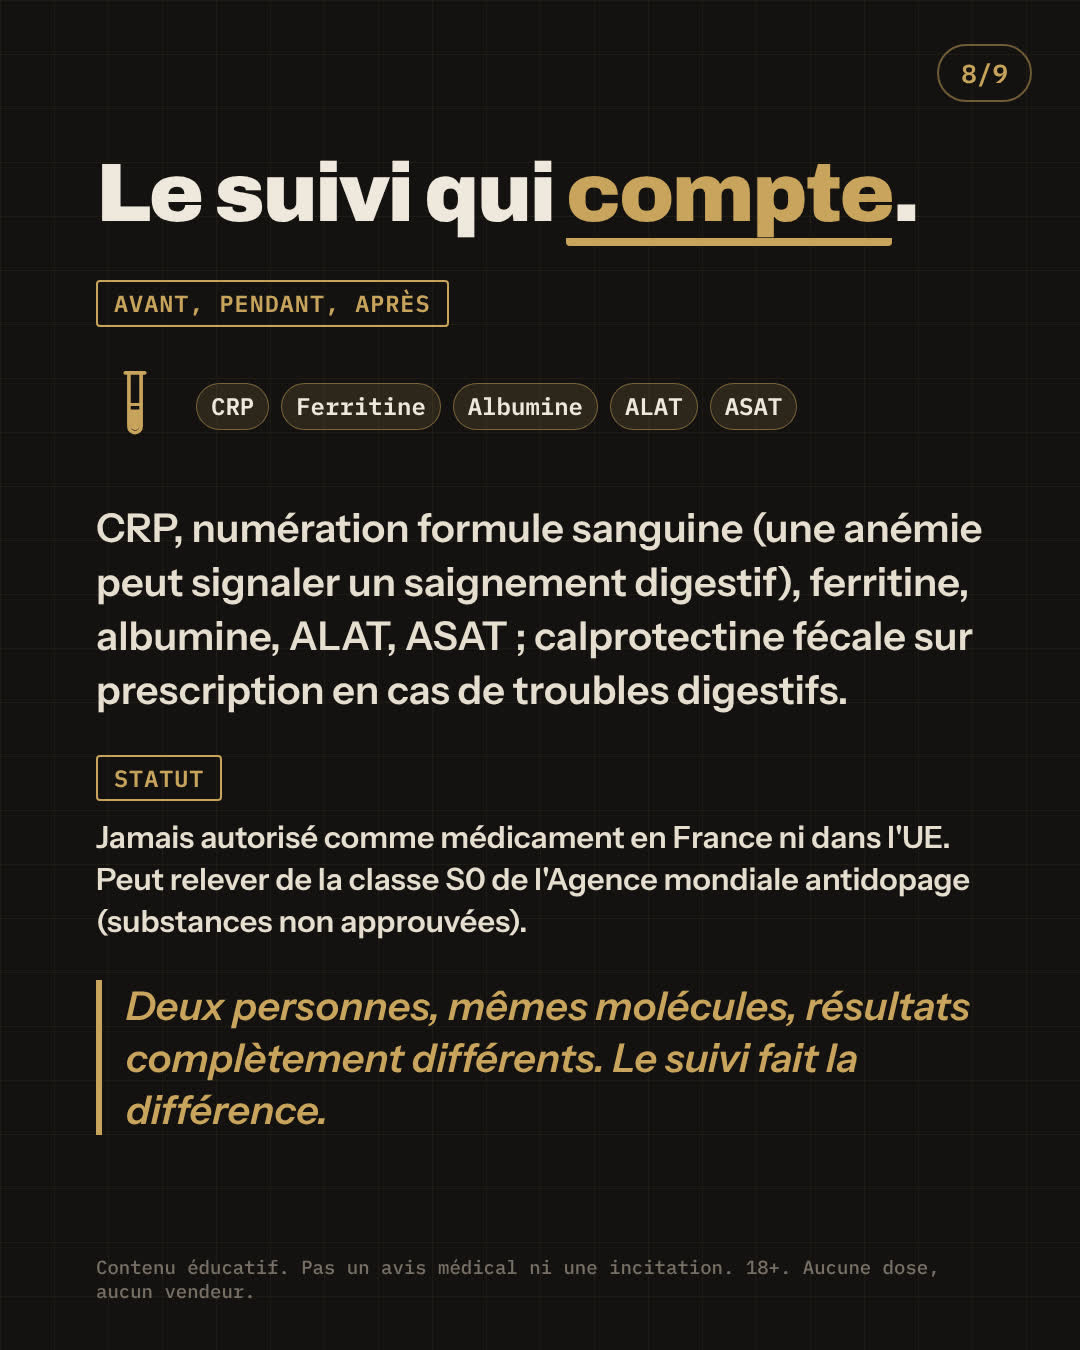 8/9
Le suivi qui compte.
AVANT, PENDANT, APRÈS
CRP Ferritine Albumine ALAT ASAT
CRP, numération formule sanguine (une anémie
peut signaler un saignement digestif), ferritine,
albumine, ALAT, ASAT ; calprotectine fécale sur
prescription en cas de troubles digestifs.
STATUT
Jamais autorisé comme médicament en France ni dans l'UE.
Peut relever de la classe S0 de l'Agence mondiale antidopage
(substances non approuvées).
Deux personnes, mêmes molécules, résultats
complètement différents. Le suivi fait la
différence.
Contenu éducatif. Pas un avis médical ni une incitation. 18+. Aucune dose,
aucun vendeur.